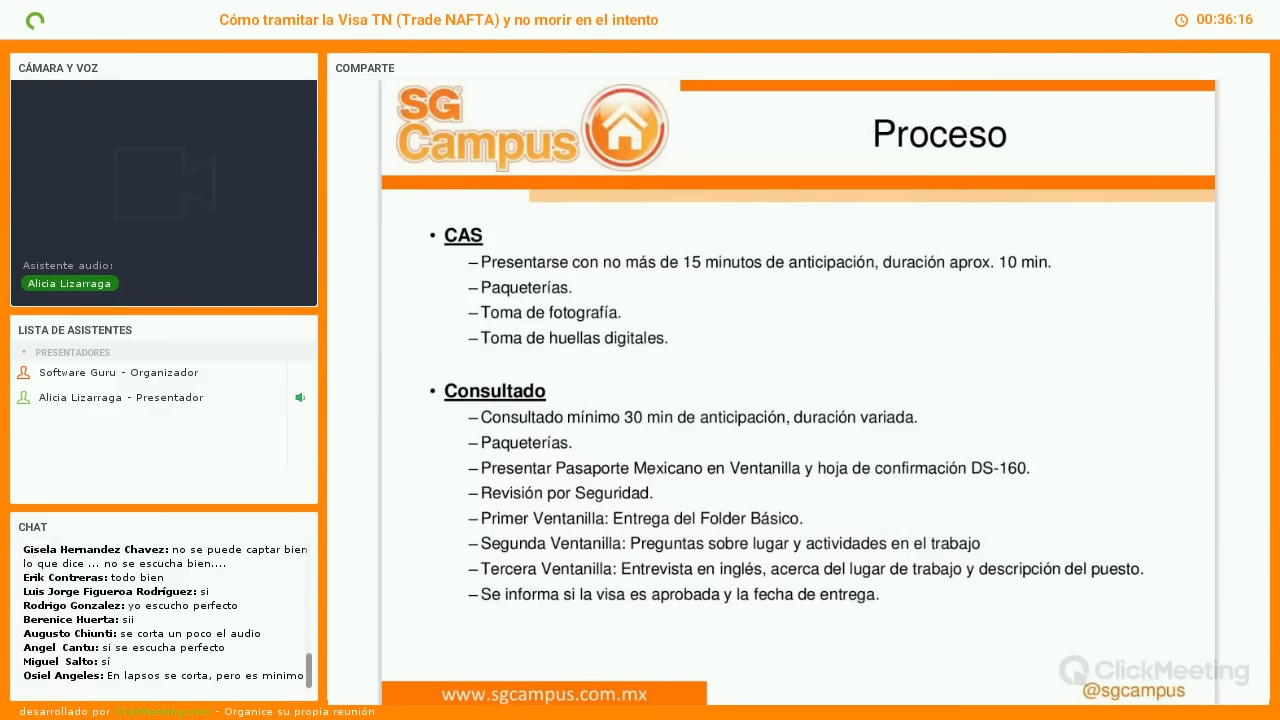 Cómo tramitar la Visa TN (Trade NAFTA) y no morir en el intento
00:36:16
CÁMARA Y VOZ
Asistente audio:
Alicia Lizarraga
LISTA DE ASISTENTES
PRESENTADORES
Software Guru - Organizador
Alicia Lizarraga - Presentador
CHAT
Gisela Hernandez Chavez: no se puede captar bien
lo que dice ... no se escucha bien....
Erik Contreras: todo bien
Luis Jorge Figueroa Rodríguez: si
Rodrigo Gonzalez: yo escucho perfecto
Berenice Huerta: sii
Augusto Chiunti: se corta un poco el audio
Angel Cantu: si se escucha perfecto
Miguel Salto: sí
Osiel Angeles: En lapsos se corta, pero es minimo
COMPARTE
SG
Campus
Proceso
• CAS
– Presentarse con no más de 15 minutos de anticipación, duración aprox. 10 min.
– Paqueterías.
– Toma de fotografía.
– Toma de huellas digitales.
• Consultado
– Consultado mínimo 30 min de anticipación, duración variada.
– Paqueterías.
– Presentar Pasaporte Mexicano en Ventanilla y hoja de confirmación DS-160.
– Revisión por Seguridad.
– Primer Ventanilla: Entrega del Folder Básico.
– Segunda Ventanilla: Preguntas sobre lugar y actividades en el trabajo
– Tercera Ventanilla: Entrevista en inglés, acerca del lugar de trabajo y descripción del puesto.
– Se informa si la visa es aprobada y la fecha de entrega.
ClickMeeting
www.sgcampus.com.mx
@sgcampus
desarrollado por ClickMeeting.com - Organice su propia reunión